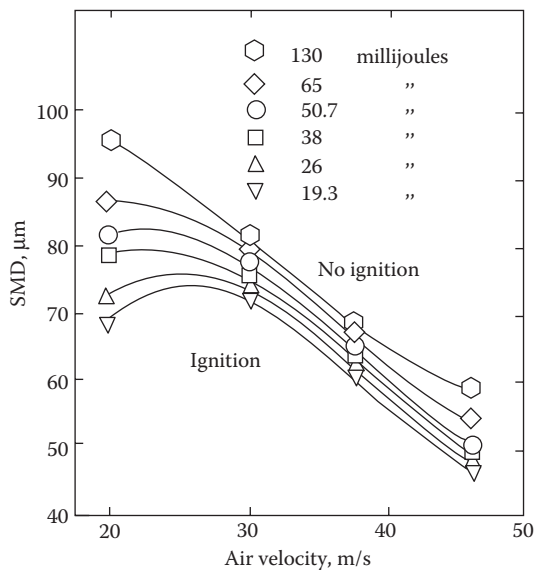 130 millijoules
65 ,,
50.7 ,,
38 ,,
26 ,,
19.3 ,,
100
90
80
70
60
50
40
SMD, µm
No ignition
Ignition
20 30 40 50
Air velocity, m/s